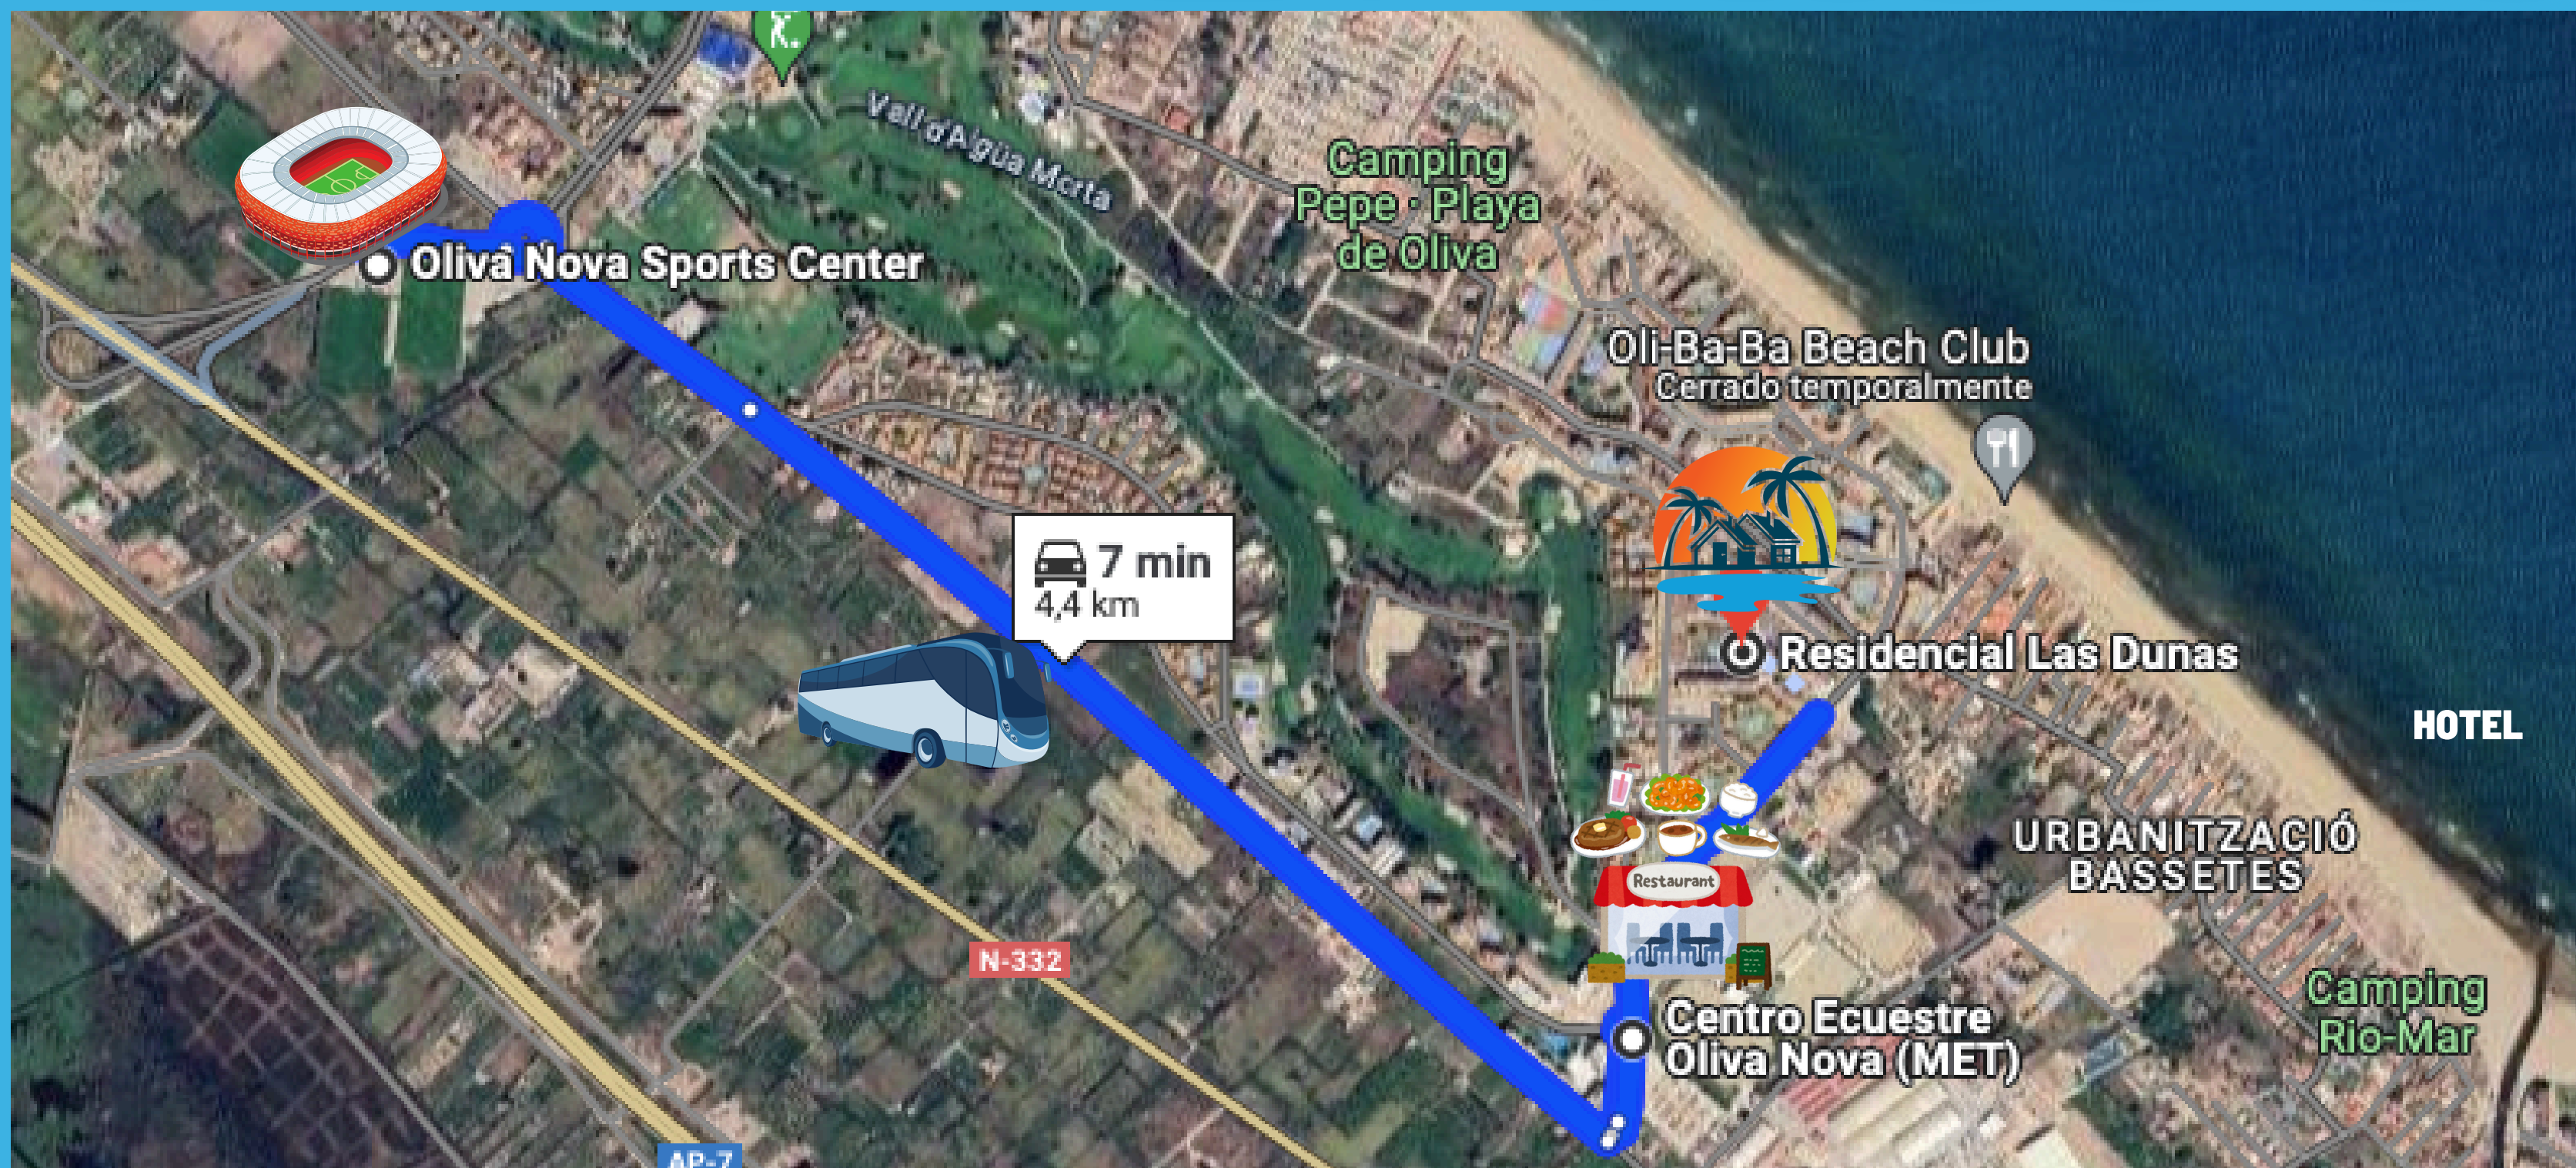 Vall d'Aigua Morta
Camping
Pepe · Playa
de Oliva
Oliva Nova Sports Center
Oli-Ba-Ba Beach Club
Cerrado temporalmente
7 min
4,4 km
Residencial Las Dunas
HOTEL
URBANITZACIÓ
BASSETES
Restaurant
N-332
Centro Ecuestre
Oliva Nova (MET)
Camping
Rio-Mar
AP-7